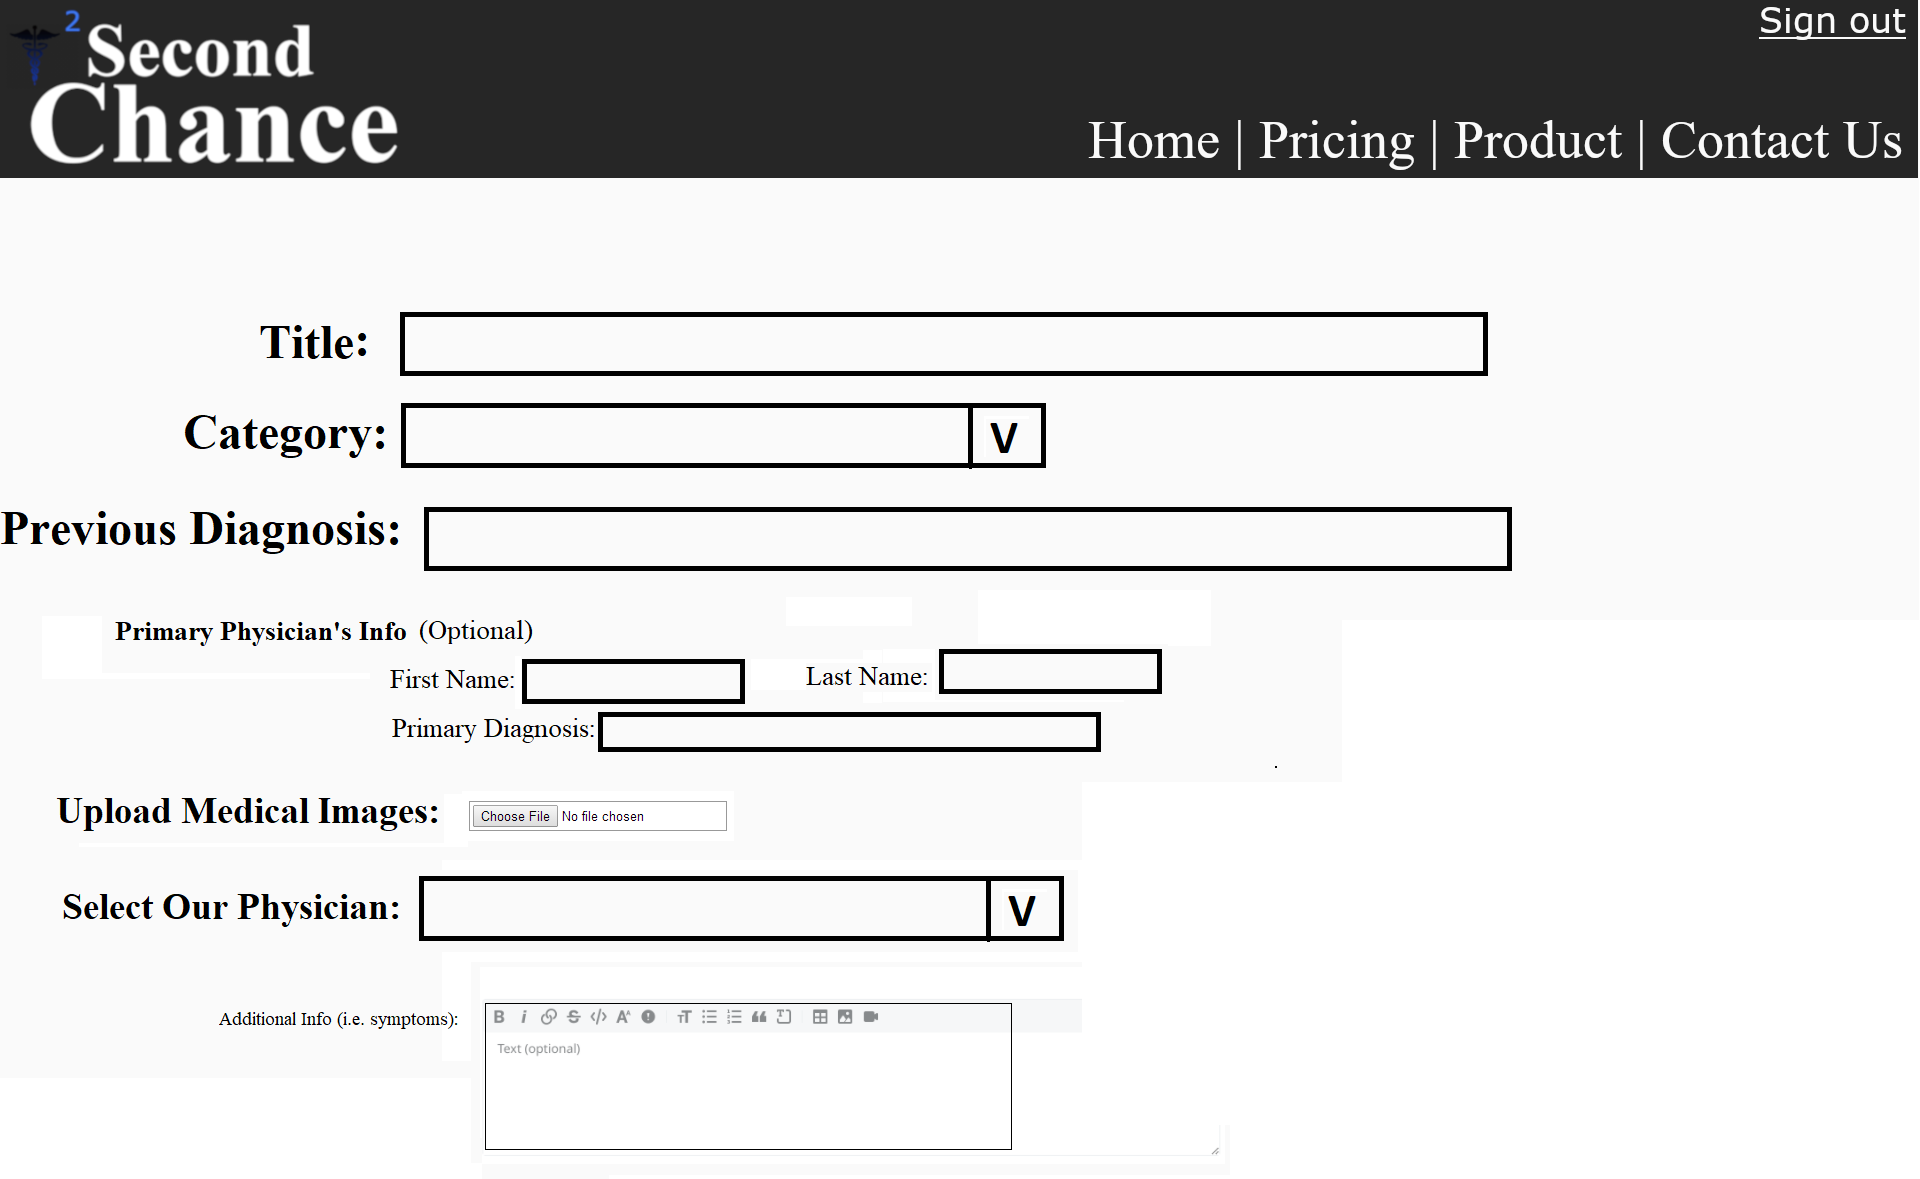 2
Second
Chance
Sign out
Home | Pricing | Product | Contact Us
Title:
Category: V
Previous Diagnosis:
Primary Physician's Info (Optional)
First Name: Last Name:
Primary Diagnosis:
Upload Medical Images: Choose File No file chosen
Select Our Physician: V
Additional Info (i.e. symptoms):
Text (optional)